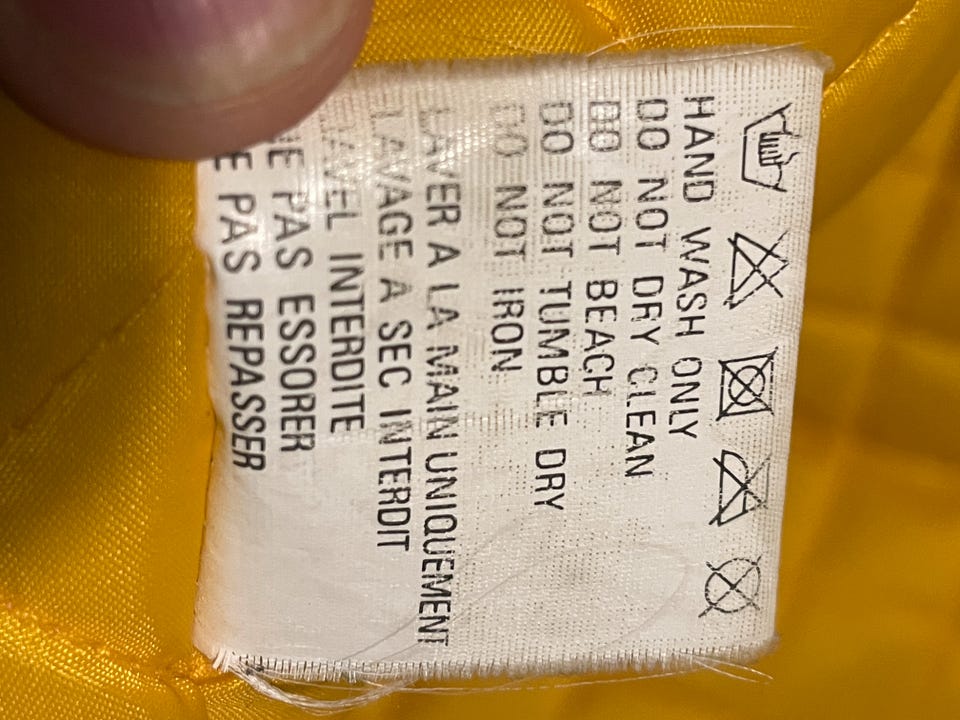 HAND WASH ONLY
DO NOT DRY CLEAN
DO NOT BEACH
DO NOT TUMBLE DRY
DO NOT IRON
LAVER A LA MAIN UNIQUEMENT
LAVAGE A SEC INTERDIT
INTERDITE
PAS ESSORER
PAS REPASSER